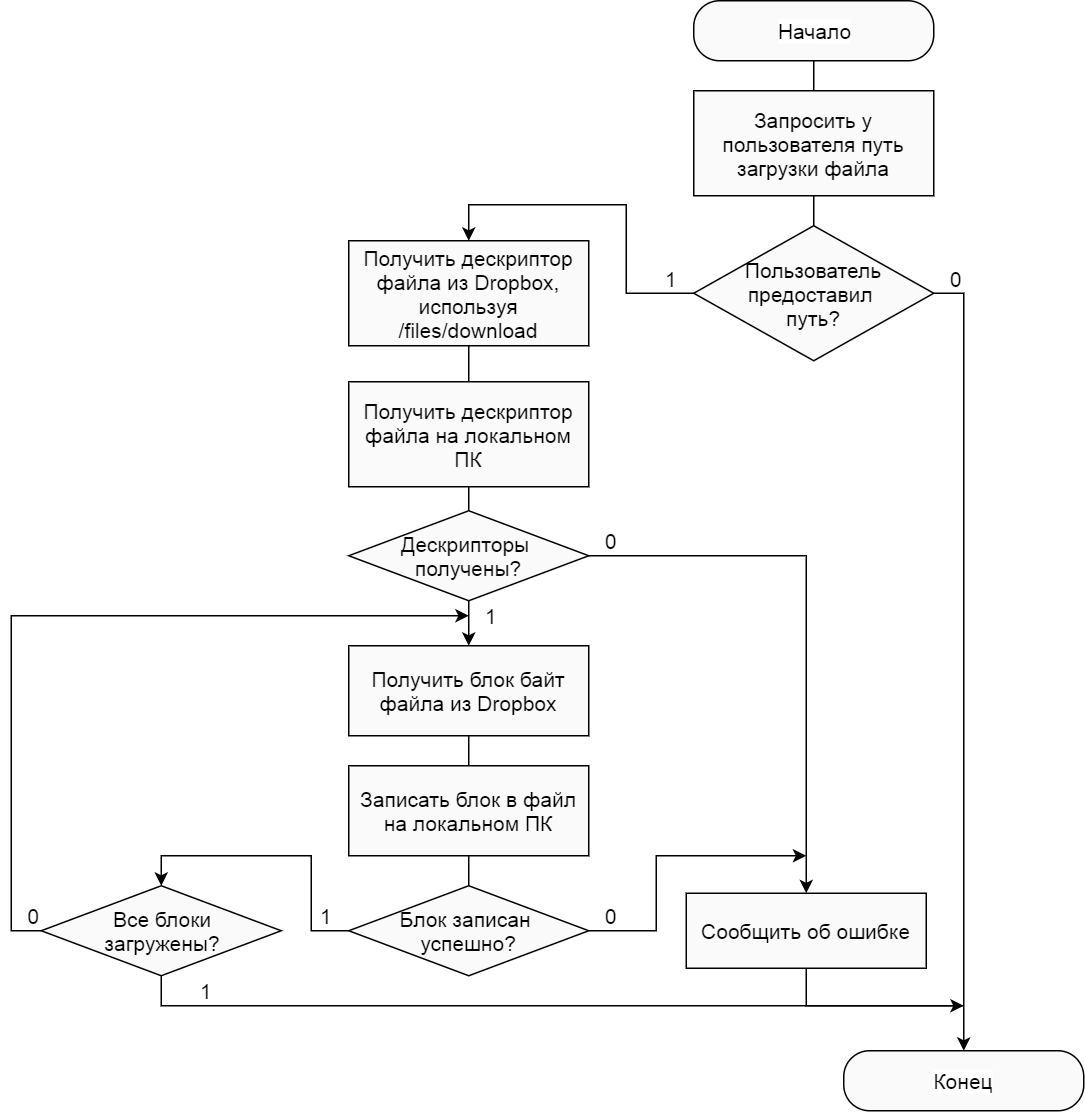 Начало
Запросить у
пользователя путь
загрузки файла
Пользователь
предоставил
путь?
1
0
Получить дескриптор
файла из Dropbox,
используя
/files/download
Получить дескриптор
файла на локальном
ПК
Дескрипторы
получены?
0
1
Получить блок байт
файла из Dropbox
Записать блок в файл
на локальном ПК
Блок записан
успешно?
1
0
Все блоки
загружены?
0
1
Сообщить об ошибке
Конец